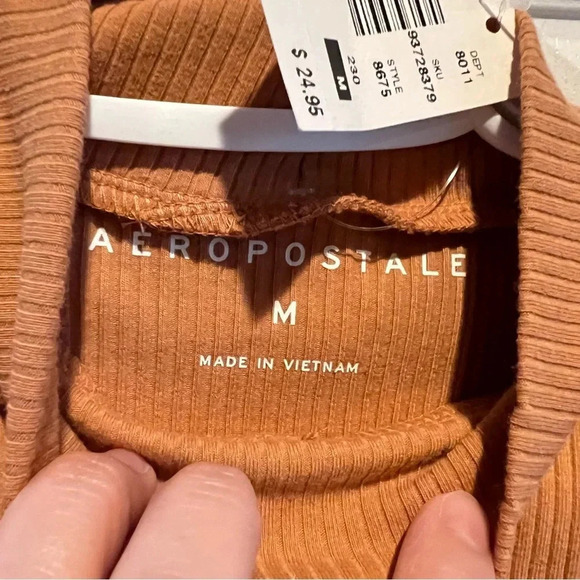 DEPT
8011
SKU
93728379
STYLE
8675
230
M
$ 24.95
AEROPOSTALE
M
MADE IN VIETNAM